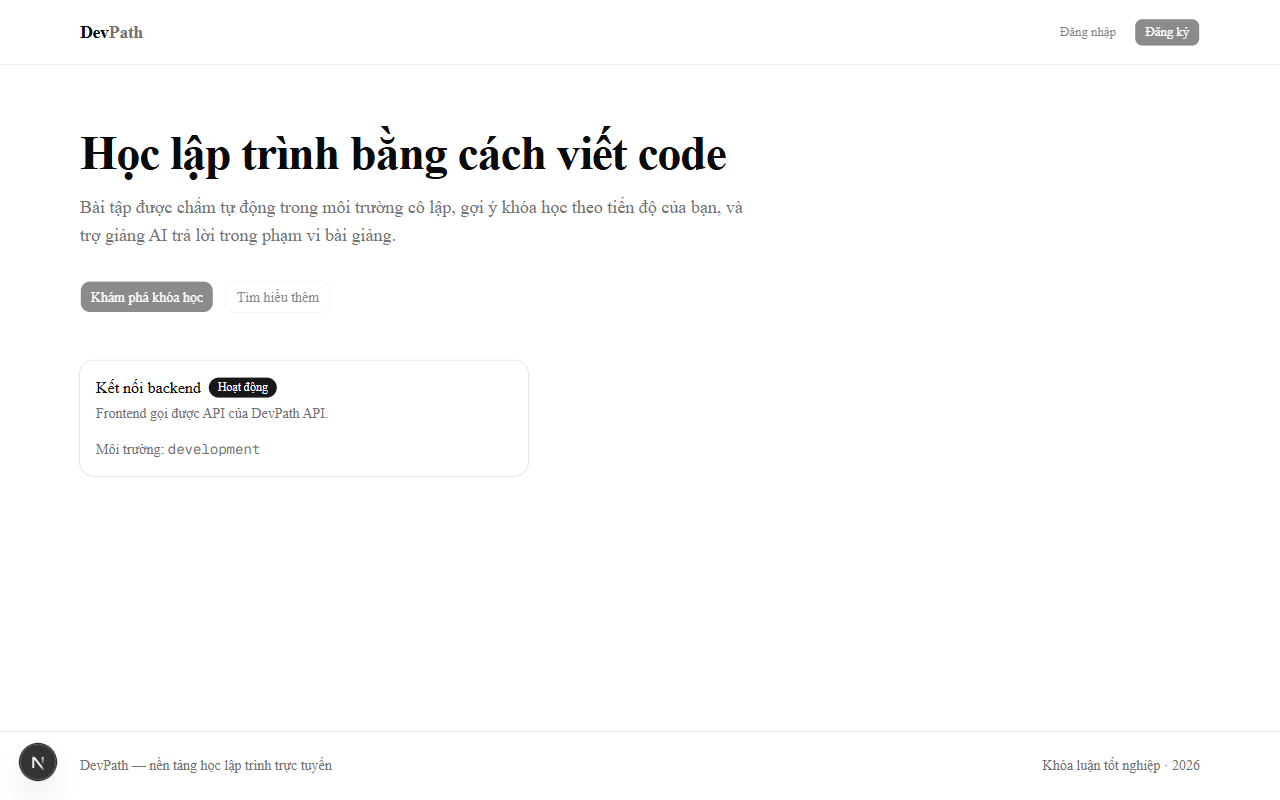 DevPath
Đăng nhập
Đăng ký
Học lập trình bằng cách viết code
Bài tập được chấm tự động trong môi trường cô lập, gợi ý khóa học theo tiến độ của bạn, và
trợ giảng AI trả lời trong phạm vi bài giảng.
Khám phá khóa học
Tìm hiểu thêm
Kết nối backend
Hoạt động
Frontend gọi được API của DevPath API.
Môi trường: development
N
DevPath — nền tảng học lập trình trực tuyến
Khóa luận tốt nghiệp · 2026